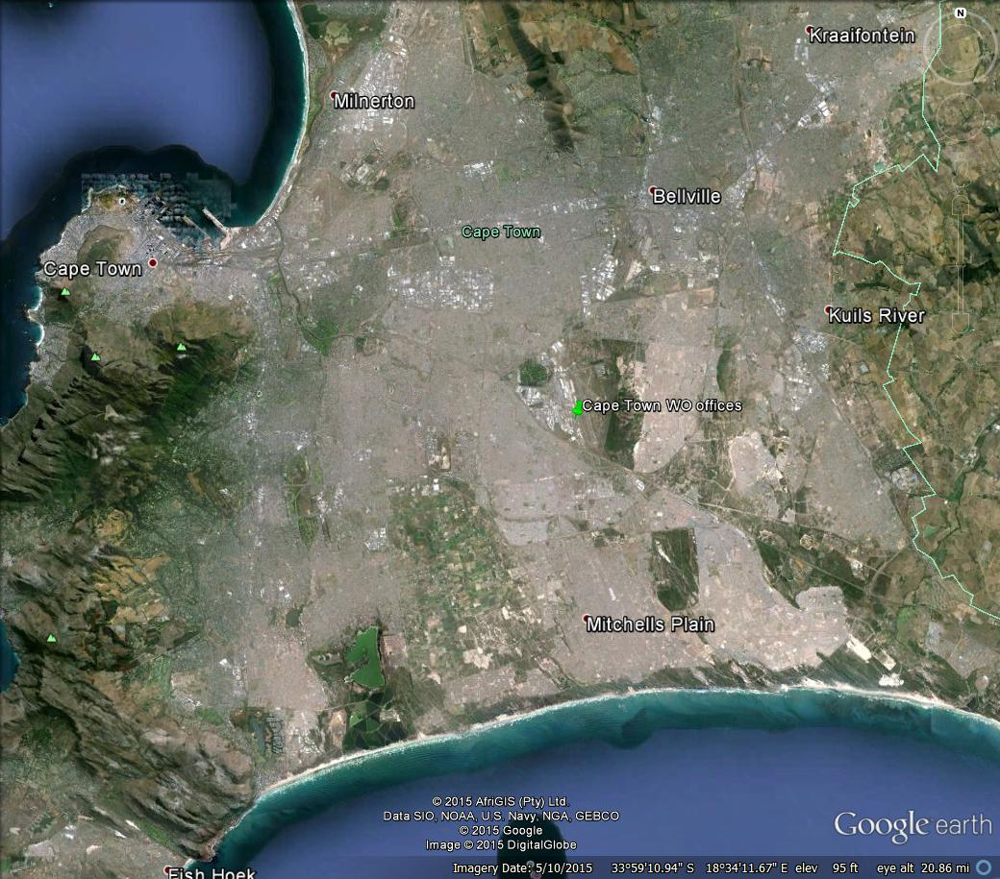 N
Kraaifontein
Milnerton
Bellville
Cape Town
Cape Town
Kuils River
Cape Town WO offices
Mitchells Plain
© 2015 AfriGIS (Pty) Ltd.
Data SIO, NOAA, U.S. Navy, NGA, GEBCO
© 2015 Google
Image © 2015 DigitalGlobe
Google earth
Imagery Date: 5/10/2015 33°59'10.94" S 18°34'11.67" E elev 95 ft eye alt 20.86 mi
Fish Hoek